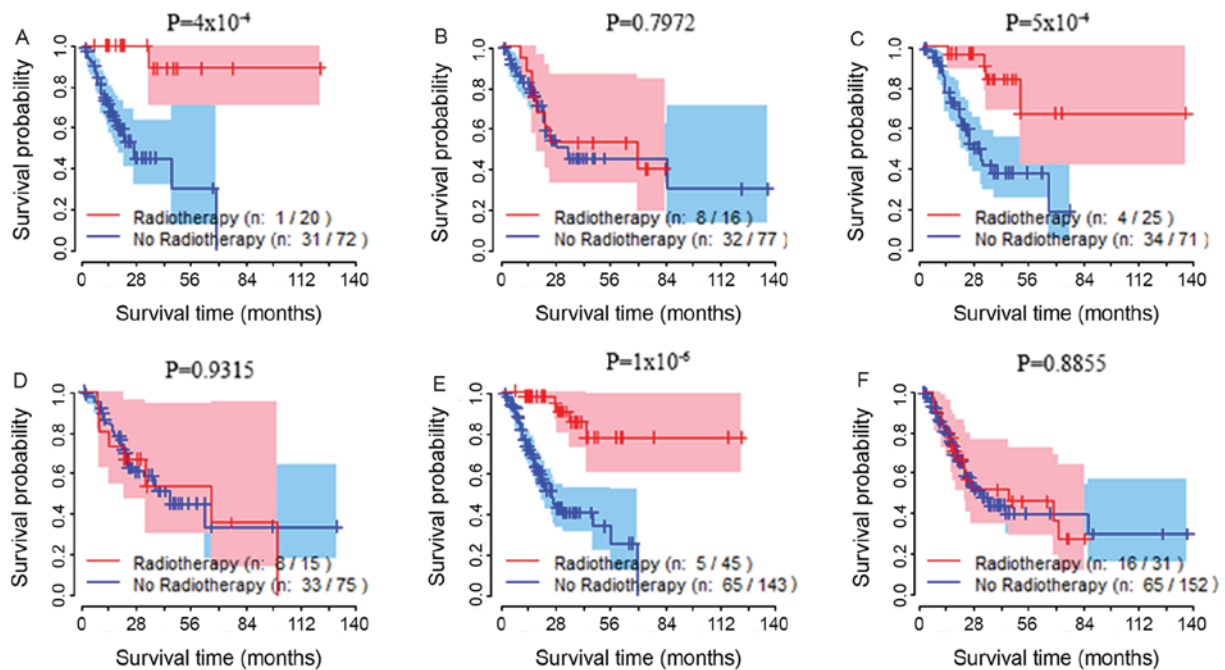 A
P=4x10⁻⁴
Survival probability
1.0
0.8
0.6
0.4
0.2
0.0
Radiotherapy (n: 1 / 20 )
No Radiotherapy (n: 31 / 72 )
0 28 56 84 112 140
Survival time (months)
B
P=0.7972
Survival probability
1.0
0.8
0.6
0.4
0.2
0.0
Radiotherapy (n: 8 / 16 )
No Radiotherapy (n: 32 / 77 )
0 28 56 84 112 140
Survival time (months)
C
P=5x10⁻⁴
Survival probability
1.0
0.8
0.6
0.4
0.2
0.0
Radiotherapy (n: 4 / 25 )
No Radiotherapy (n: 34 / 71 )
0 28 56 84 112 140
Survival time (months)
D
P=0.9315
Survival probability
1.0
0.8
0.6
0.4
0.2
0.0
Radiotherapy (n: 8 / 15 )
No Radiotherapy (n: 33 / 75 )
0 28 56 84 112 140
Survival time (months)
E
P=1x10⁻⁶
Survival probability
1.0
0.8
0.6
0.4
0.2
0.0
Radiotherapy (n: 5 / 45 )
No Radiotherapy (n: 65 / 143 )
0 28 56 84 112 140
Survival time (months)
F
P=0.8855
Survival probability
1.0
0.8
0.6
0.4
0.2
0.0
Radiotherapy (n: 16 / 31 )
No Radiotherapy (n: 65 / 152 )
0 28 56 84 112 140
Survival time (months)